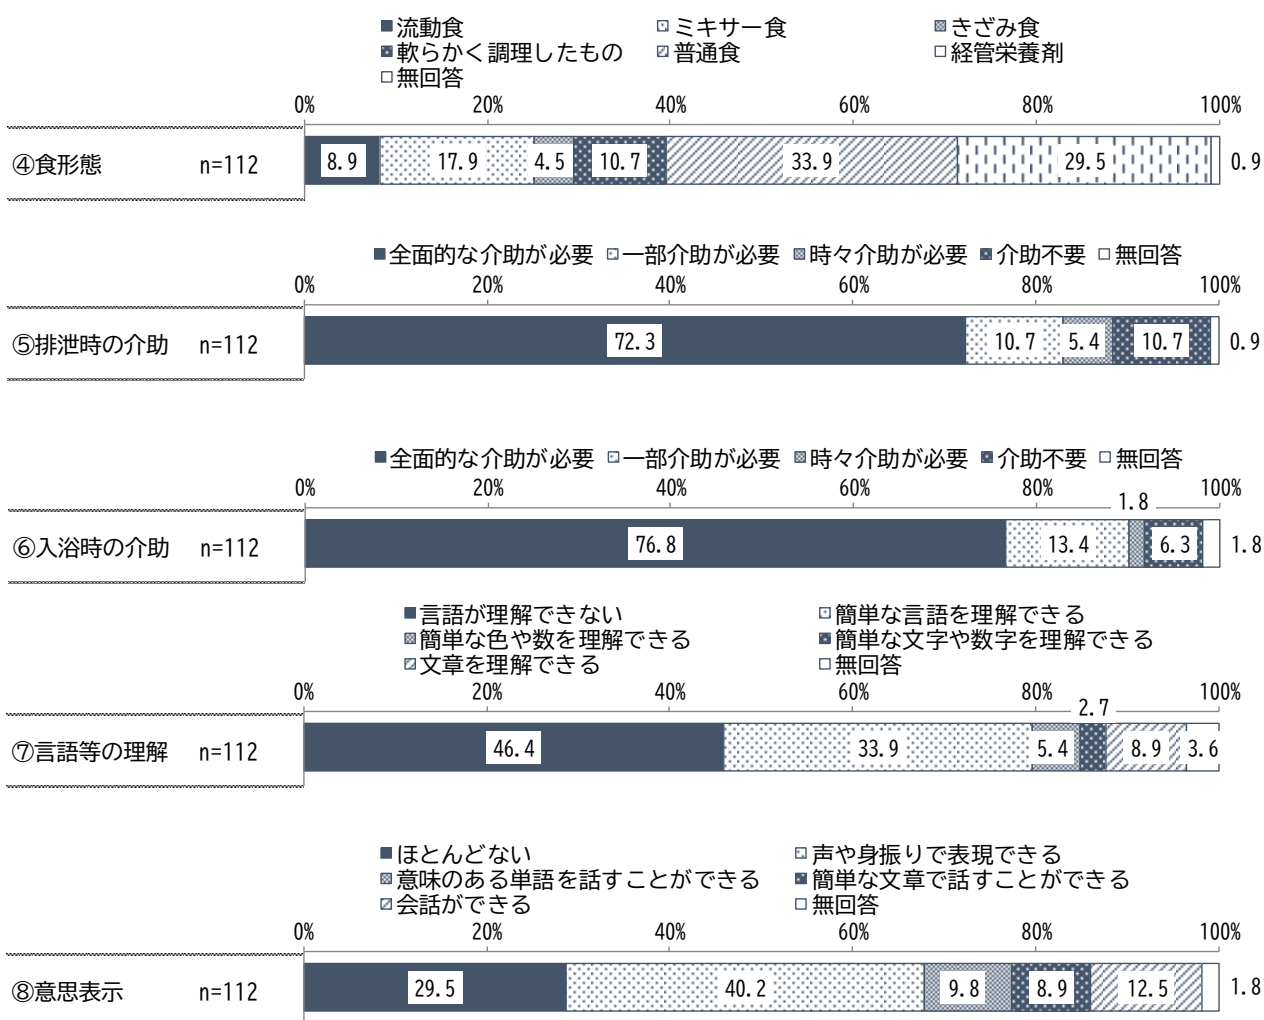 ■流動食 □ミキサー食 ■きざみ食
■軟らかく調理したもの □普通食 □経管栄養剤
□無回答
0% 20% 40% 60% 80% 100%
④食形態 n=112 8.9 17.9 4.5 10.7 33.9 29.5 0.9
■全面的な介助が必要 □一部介助が必要 ■時々介助が必要 ■介助不要 □無回答
0% 20% 40% 60% 80% 100%
⑤排泄時の介助 n=112 72.3 10.7 5.4 10.7 0.9
■全面的な介助が必要 □一部介助が必要 ■時々介助が必要 ■介助不要 □無回答
0% 20% 40% 60% 80% 100%
1.8
⑥入浴時の介助 n=112 76.8 13.4 6.3 1.8
■言語が理解できない □簡単な言語を理解できる
■簡単な色や数を理解できる ■簡単な文字や数字を理解できる
□文章を理解できる □無回答
0% 20% 40% 60% 80% 100%
2.7
⑦言語等の理解 n=112 46.4 33.9 5.4 8.9 3.6
■ほとんどない □声や身振りで表現できる
■意味のある単語を話すことができる ■簡単な文章で話すことができる
□会話ができる □無回答
0% 20% 40% 60% 80% 100%
⑧意思表示 n=112 29.5 40.2 9.8 8.9 12.5 1.8